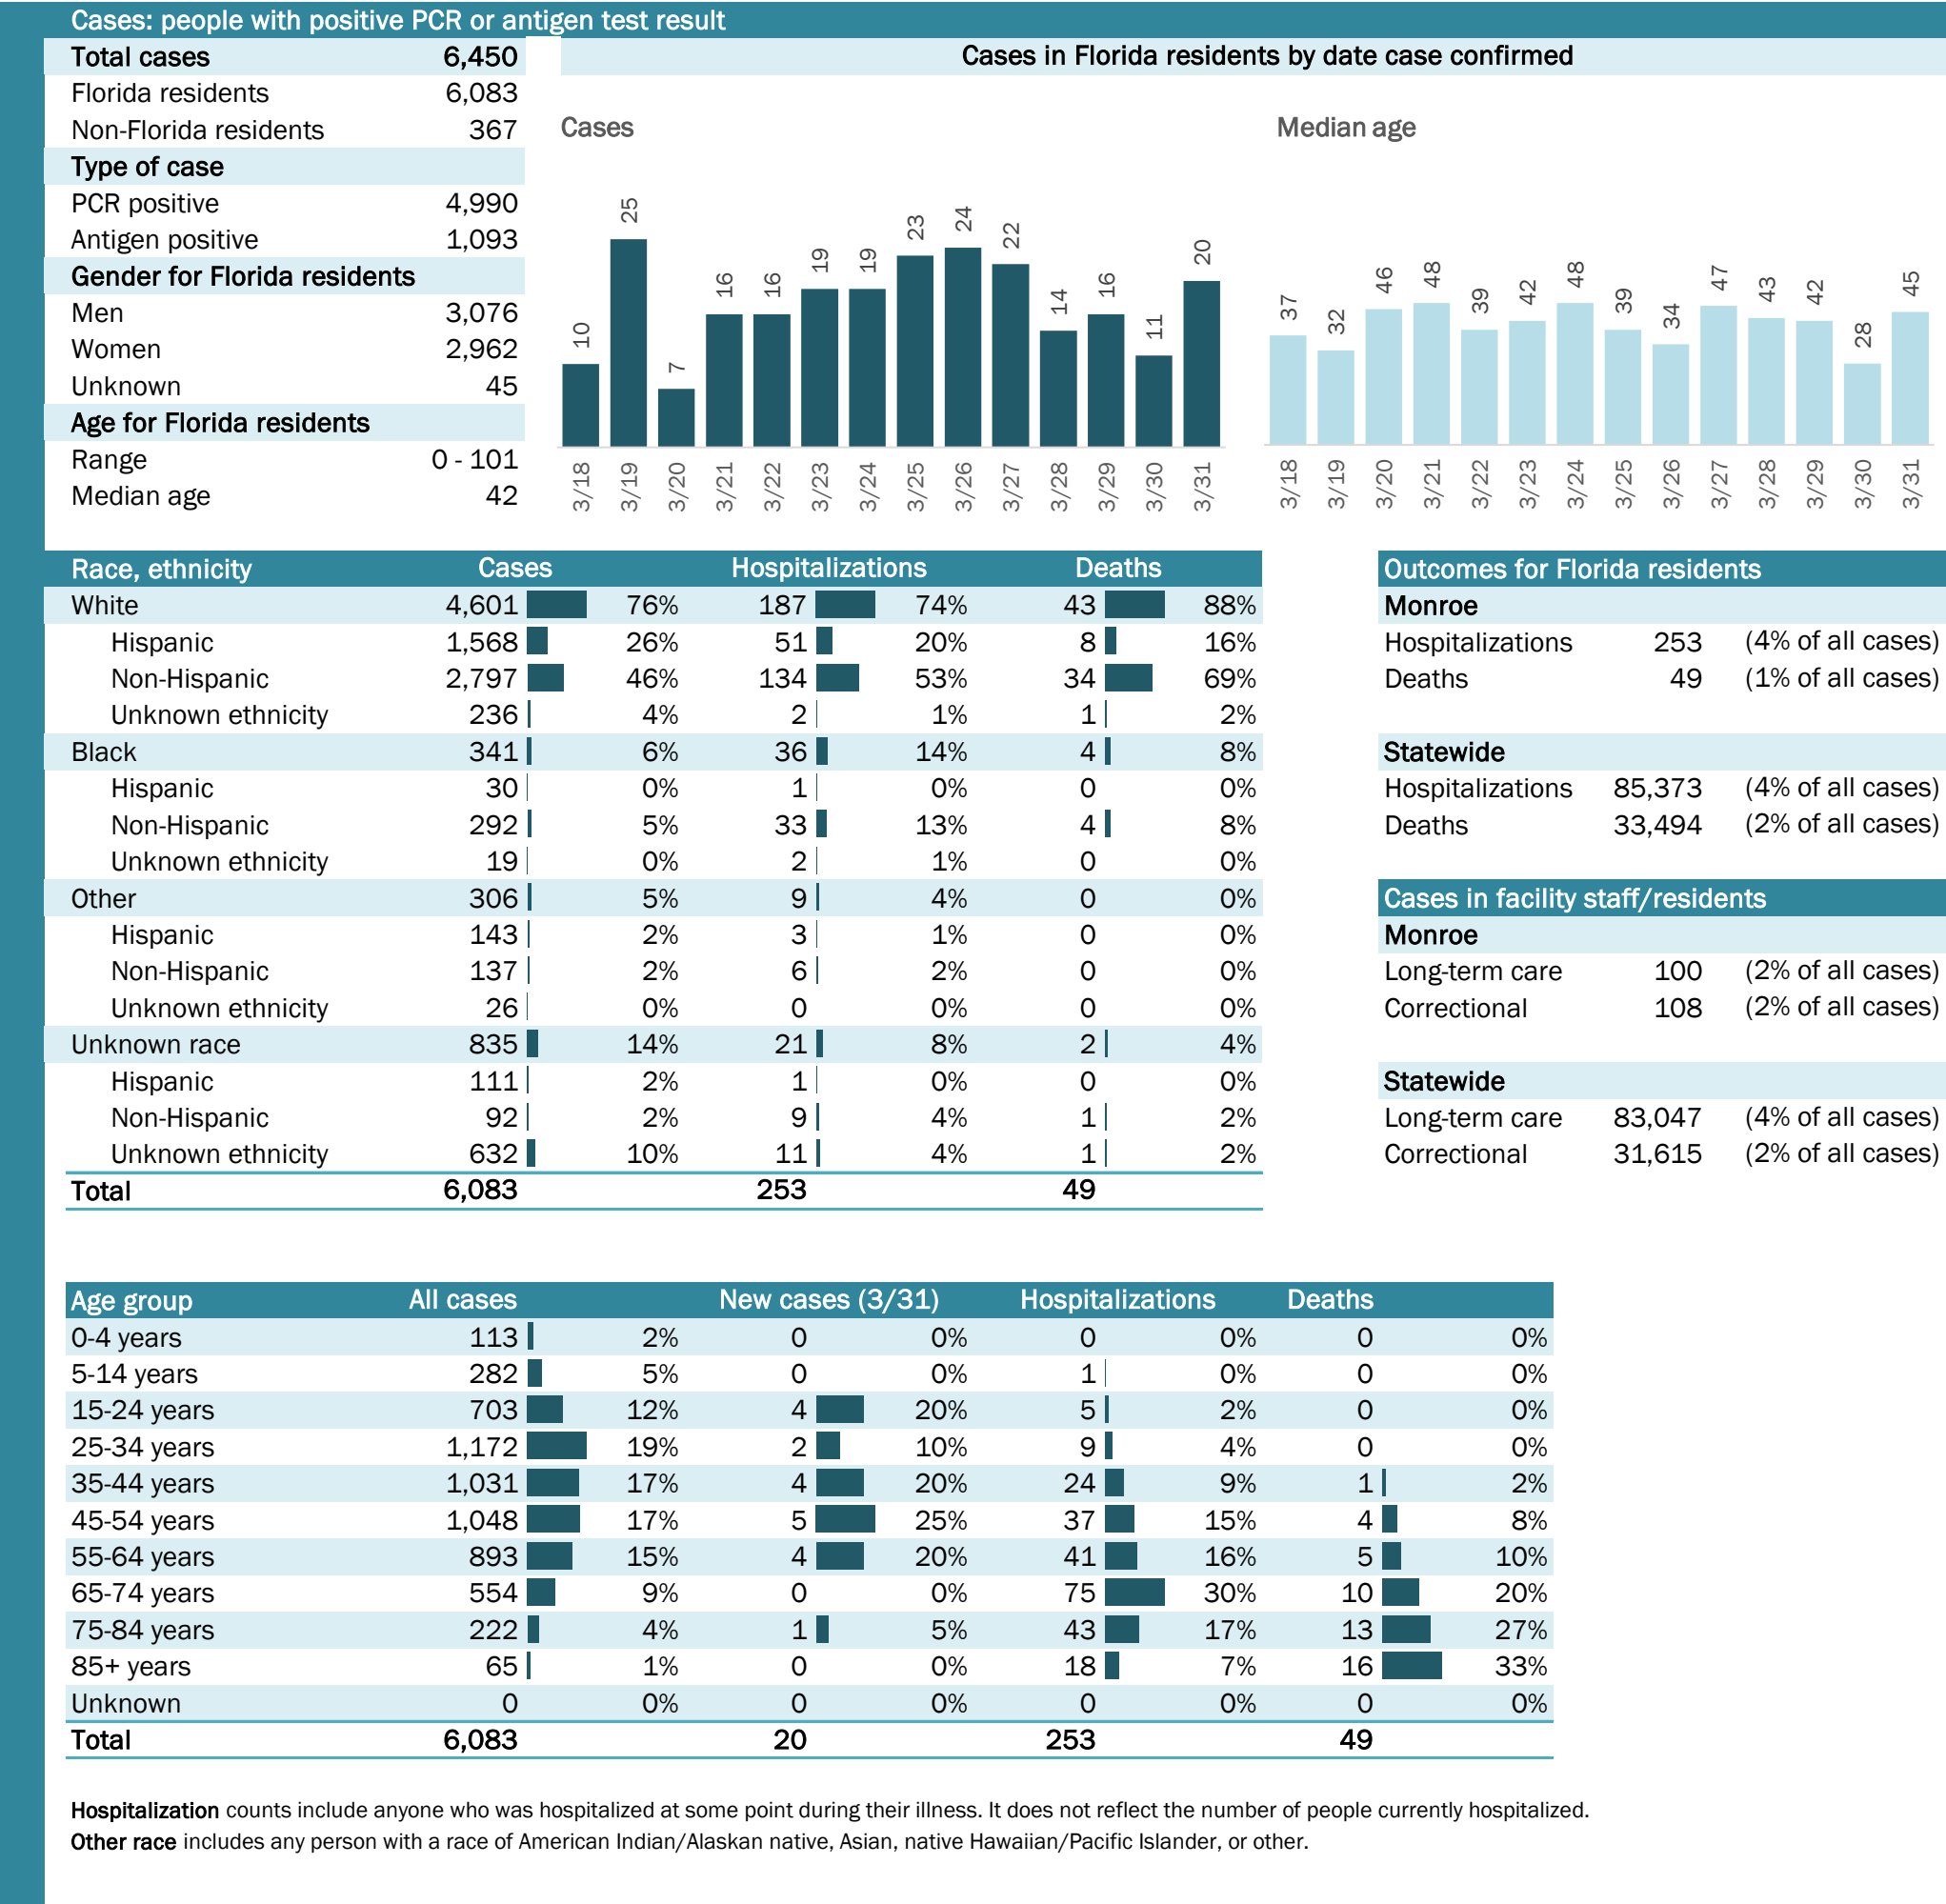 Cases: people with positive PCR or antigen test result
Total cases 6,450
Florida residents 6,083
Non-Florida residents 367
Type of case
PCR positive 4,990
Antigen positive 1,093
Gender for Florida residents
Men 3,076
Women 2,962
Unknown 45
Age for Florida residents
Range 0 - 101
Median age 42
Cases in Florida residents by date case confirmed
Cases
10 25 7 16 16 19 19 23 24 22 14 16 11 20
3/18 3/19 3/20 3/21 3/22 3/23 3/24 3/25 3/26 3/27 3/28 3/29 3/30 3/31
Median age
37 32 46 48 39 42 48 39 34 47 43 42 28 45
3/18 3/19 3/20 3/21 3/22 3/23 3/24 3/25 3/26 3/27 3/28 3/29 3/30 3/31
Race, ethnicity Cases Hospitalizations Deaths
White 4,601 76% 187 74% 43 88%
Hispanic 1,568 26% 51 20% 8 16%
Non-Hispanic 2,797 46% 134 53% 34 69%
Unknown ethnicity 236 4% 2 1% 1 2%
Black 341 6% 36 14% 4 8%
Hispanic 30 0% 1 0% 0 0%
Non-Hispanic 292 5% 33 13% 4 8%
Unknown ethnicity 19 0% 2 1% 0 0%
Other 306 5% 9 4% 0 0%
Hispanic 143 2% 3 1% 0 0%
Non-Hispanic 137 2% 6 2% 0 0%
Unknown ethnicity 26 0% 0 0% 0 0%
Unknown race 835 14% 21 8% 2 4%
Hispanic 111 2% 1 0% 0 0%
Non-Hispanic 92 2% 9 4% 1 2%
Unknown ethnicity 632 10% 11 4% 1 2%
Total 6,083 253 49
Outcomes for Florida residents
Monroe
Hospitalizations 253 (4% of all cases)
Deaths 49 (1% of all cases)
Statewide
Hospitalizations 85,373 (4% of all cases)
Deaths 33,494 (2% of all cases)
Cases in facility staff/residents
Monroe
Long-term care 100 (2% of all cases)
Correctional 108 (2% of all cases)
Statewide
Long-term care 83,047 (4% of all cases)
Correctional 31,615 (2% of all cases)
Age group All cases New cases (3/31) Hospitalizations Deaths
0-4 years 113 2% 0 0% 0 0% 0 0%
5-14 years 282 5% 0 0% 1 0% 0 0%
15-24 years 703 12% 4 20% 5 2% 0 0%
25-34 years 1,172 19% 2 10% 9 4% 0 0%
35-44 years 1,031 17% 4 20% 24 9% 1 2%
45-54 years 1,048 17% 5 25% 37 15% 4 8%
55-64 years 893 15% 4 20% 41 16% 5 10%
65-74 years 554 9% 0 0% 75 30% 10 20%
75-84 years 222 4% 1 5% 43 17% 13 27%
85+ years 65 1% 0 0% 18 7% 16 33%
Unknown 0 0% 0 0% 0 0% 0 0%
Total 6,083 20 253 49
Hospitalization counts include anyone who was hospitalized at some point during their illness. It does not reflect the number of people currently hospitalized.
Other race includes any person with a race of American Indian/Alaskan native, Asian, native Hawaiian/Pacific Islander, or other.